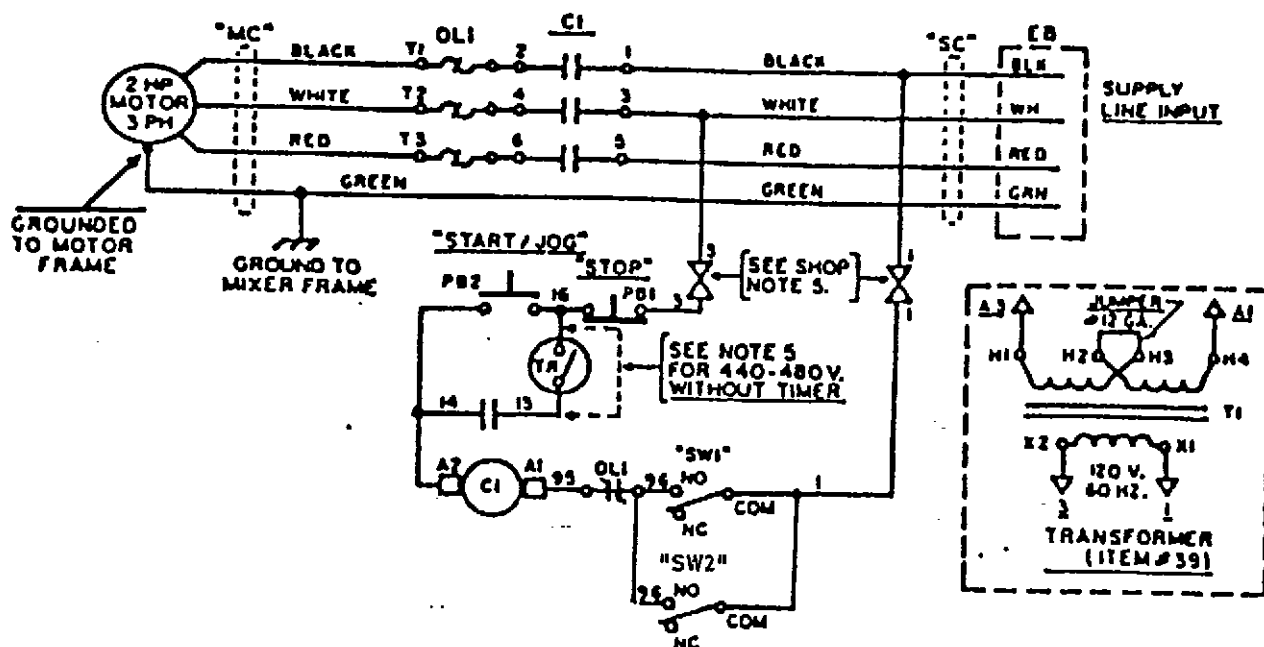 "MC"
OL1
C1
"SC"
EB
BLACK
T1
2
1
BLACK
BLK
2 HP
MOTOR
3 PH
WHITE
T2
4
3
WHITE
WH
SUPPLY
LINE INPUT
RED
T3
6
5
RED
RED
GREEN
GREEN
GRN
GROUNDED
TO MOTOR
FRAME
GROUND TO
MIXER FRAME
"START/JOG"
"STOP"
PB2
16
PB1
3
3
SEE SHOP
NOTE 5.
1
1
TR
SEE NOTE 5
FOR 440-480V.
WITHOUT TIMER
14
13
A2
C1
A1
95
OL1
96
"SW1"
NO
COM
NC
1
"SW2"
96
NO
COM
NC
A3
JUMPER
#12 GA.
A1
H1
H2
H3
H4
T1
X2
X1
120 V.
60 HZ.
3
1
TRANSFORMER
(ITEM #39)